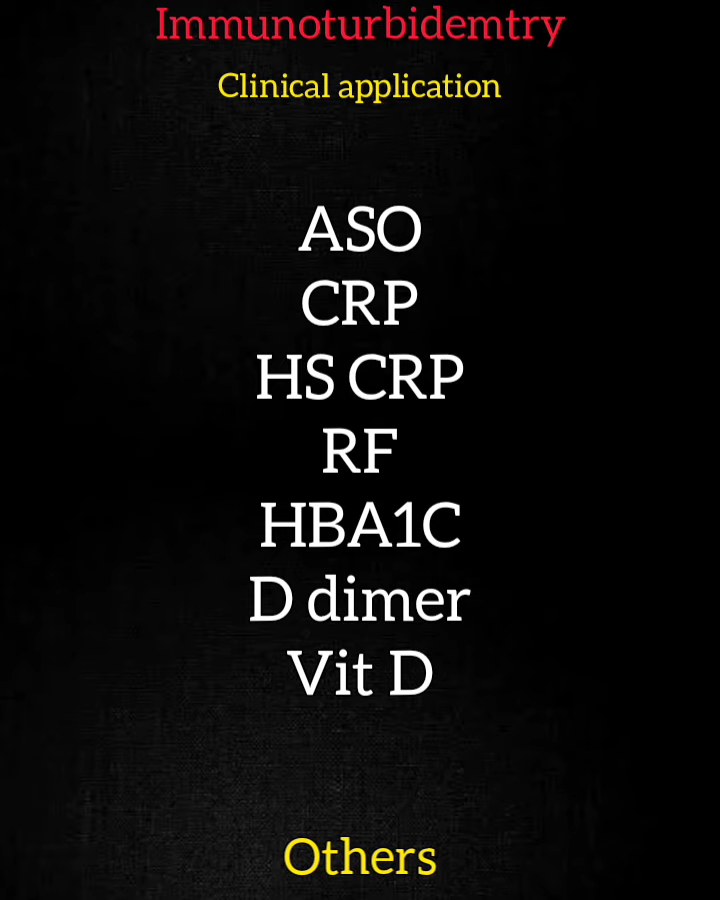 Immunoturbidemtry
Clinical application
ASO
CRP
HS CRP
RF
HBA1C
D dimer
Vit D
Others